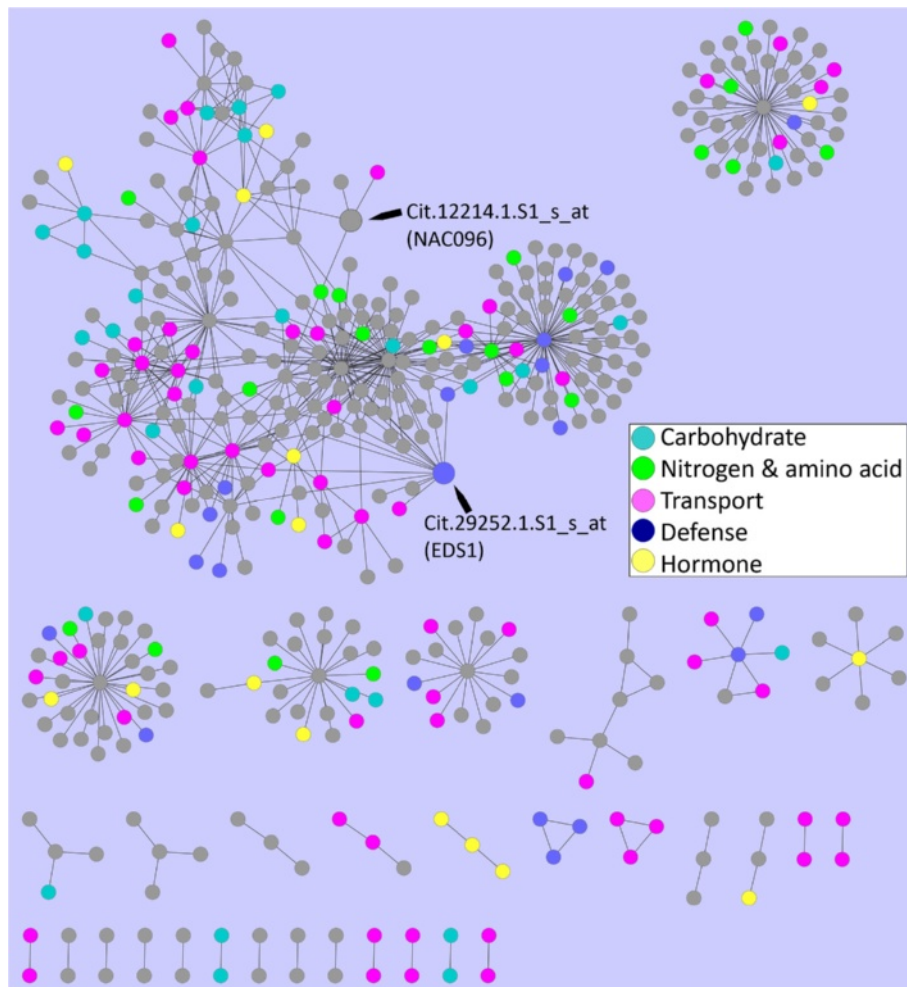 Cit.12214.1.S1_s_at
(NAC096)
Carbohydrate
Nitrogen & amino acid
Transport
Defense
Hormone
Cit.29252.1.S1_s_at
(EDS1)